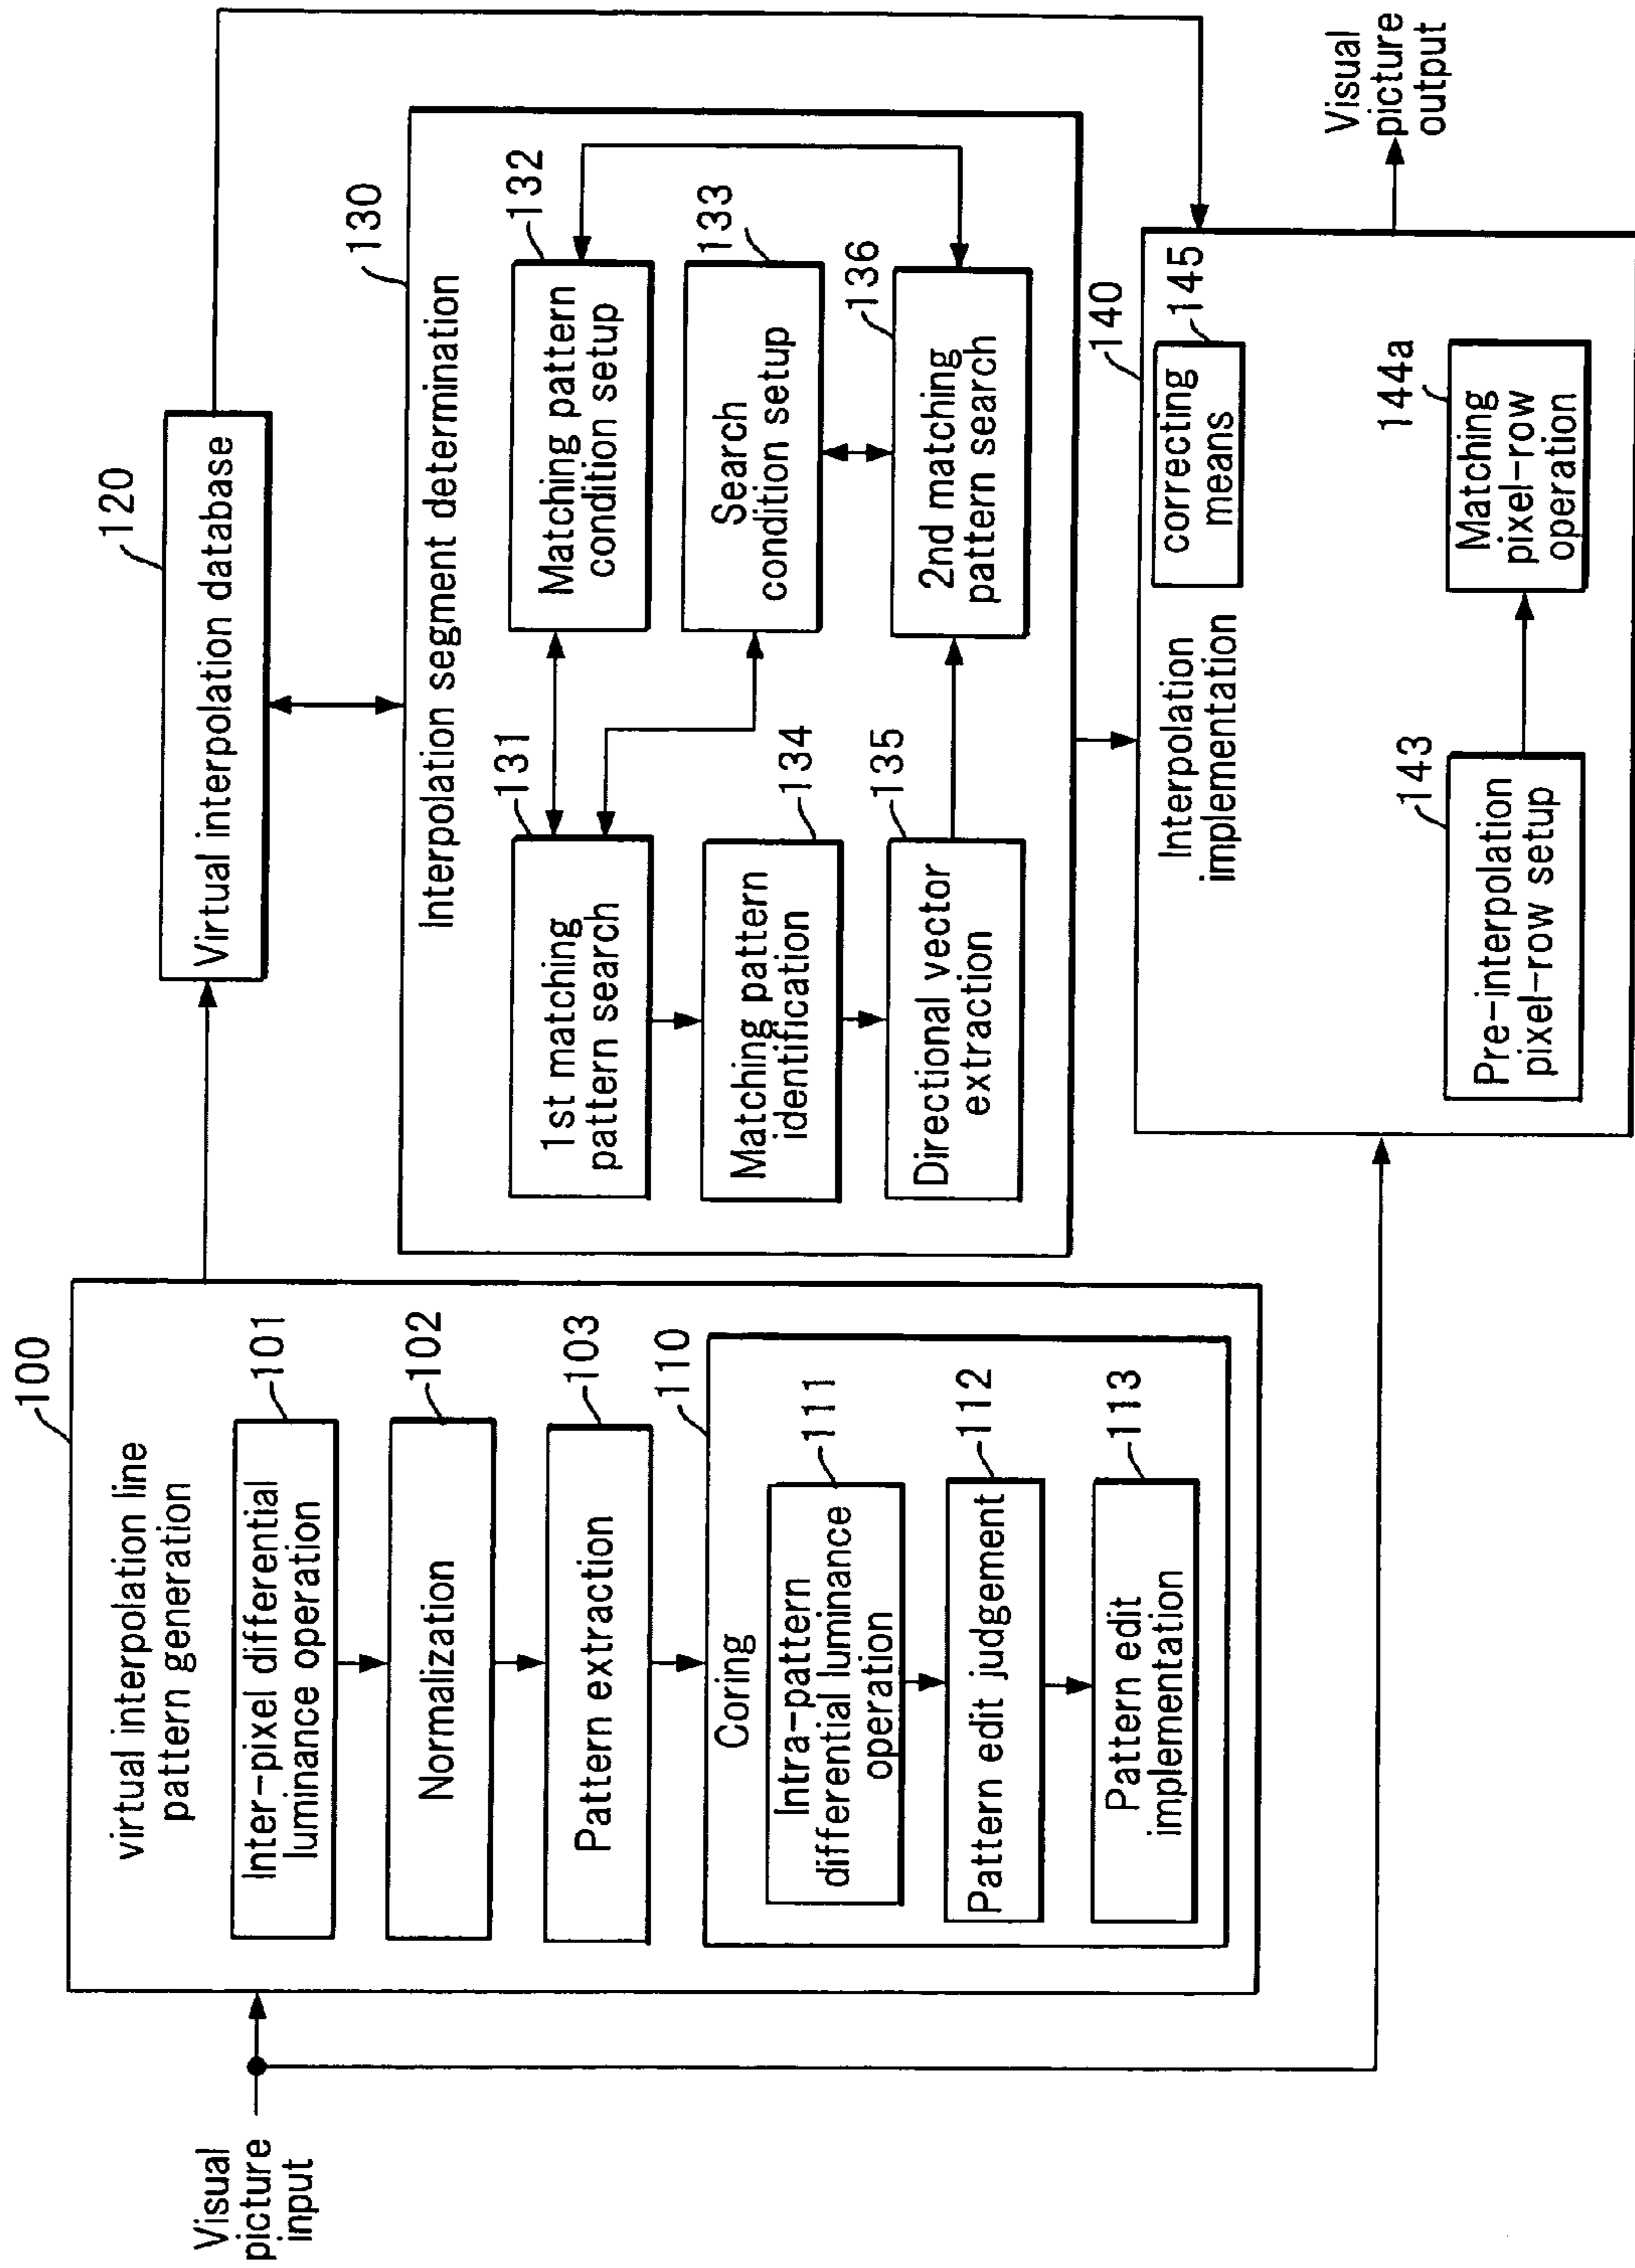 Visual
picture
input
100
virtual interpolation line
pattern generation
101
Inter-pixel differential
luminance operation
102
Normalization
103
Pattern extraction
110
Coring
111
Intra-pattern
differential luminance
operation
112
Pattern edit judgement
113
Pattern edit
implementation
120
Virtual interpolation database
130
Interpolation segment determination
131
1st matching
pattern search
132
Matching pattern
condition setup
133
Search
condition setup
134
Matching pattern
identification
135
Directional vector
extraction
136
2nd matching
pattern search
140
Interpolation
implementation
145
correcting
means
143
Pre-interpolation
pixel-row setup
144a
Matching
pixel-row
operation
Visual
picture
output